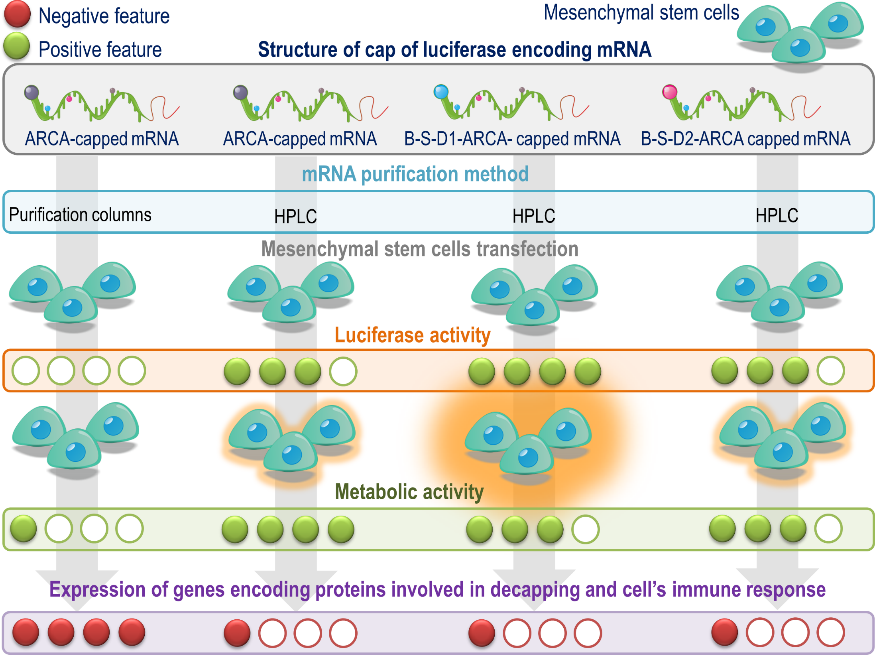 Negative feature
Mesenchymal stem cells
Positive feature
Structure of cap of luciferase encoding mRNA
ARCA-capped mRNA
ARCA-capped mRNA
B-S-D1-ARCA- capped mRNA
B-S-D2-ARCA capped mRNA
mRNA purification method
Purification columns
HPLC
HPLC
HPLC
Mesenchymal stem cells transfection
Luciferase activity
Metabolic activity
Expression of genes encoding proteins involved in decapping and cell's immune response